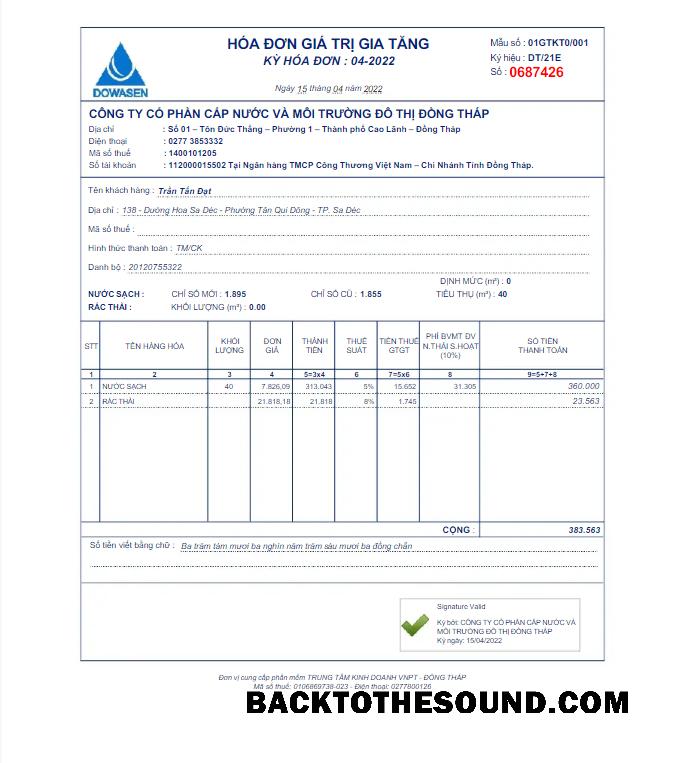 HÓA ĐƠN GIÁ TRỊ GIA TĂNG
KỲ HÓA ĐƠN : 04-2022
Ngày 15 tháng 04 năm 2022
Mẫu số : 01GTKT0/001
Ký hiệu : DT/21E
Số : 0687426
DOWASEN
CÔNG TY CỔ PHẦN CẤP NƯỚC VÀ MÔI TRƯỜNG ĐÔ THỊ ĐỒNG THÁP
Địa chỉ : Số 01 – Tôn Đức Thắng – Phường 1 – Thành phố Cao Lãnh – Đồng Tháp
Điện thoại : 0277 3853332
Mã số thuế : 1400101205
Số tài khoản : 112000015502 Tại Ngân hàng TMCP Công Thương Việt Nam – Chi Nhánh Tỉnh Đồng Tháp.
Tên khách hàng : Trần Tấn Đạt
Địa chỉ : 138 - Đường Hoa Sa Déc - Phường Tân Qui Đông - TP. Sa Déc
Mã số thuế :
Hình thức thanh toán : TM/CK
Danh bộ : 20120755322
ĐỊNH MỨC (m³) : 0
NƯỚC SẠCH : CHỈ SỐ MỚI : 1.895 CHỈ SỐ CŨ : 1.855 TIÊU THỤ (m³) : 40
RÁC THẢI : KHỐI LƯỢNG (m³) : 0.00
STT TÊN HÀNG HÓA KHỐI LƯỢNG ĐƠN GIÁ THÀNH TIỀN THUẾ SUẤT TIỀN THUẾ GTGT PHÍ BVMT ĐV N.THẢI S.HOẠT (10%) SỐ TIỀN THANH TOÁN
1 2 3 4 5=3x4 6 7=5x6 8 9=5+7+8
1 NƯỚC SẠCH 40 7.826,09 313.043 5% 15.652 31.305 360.000
2 RÁC THẢI 21.818,18 21.818 8% 1.745 23.563
CỘNG : 383.563
Số tiền viết bằng chữ : Ba trăm tám mươi ba nghìn năm trăm sáu mươi ba đồng chẵn
Signature Valid
Ký bởi: CÔNG TY CỔ PHẦN CẤP NƯỚC VÀ
MÔI TRƯỜNG ĐÔ THỊ ĐỒNG THÁP
Ký ngày: 15/04/2022
Đơn vị cung cấp phần mềm TRUNG TÂM KINH DOANH VNPT - ĐỒNG THÁP
Mã số thuế: 0106869738-023 - Điện thoại: 0277800126
BACKTOTHESOUND.COM